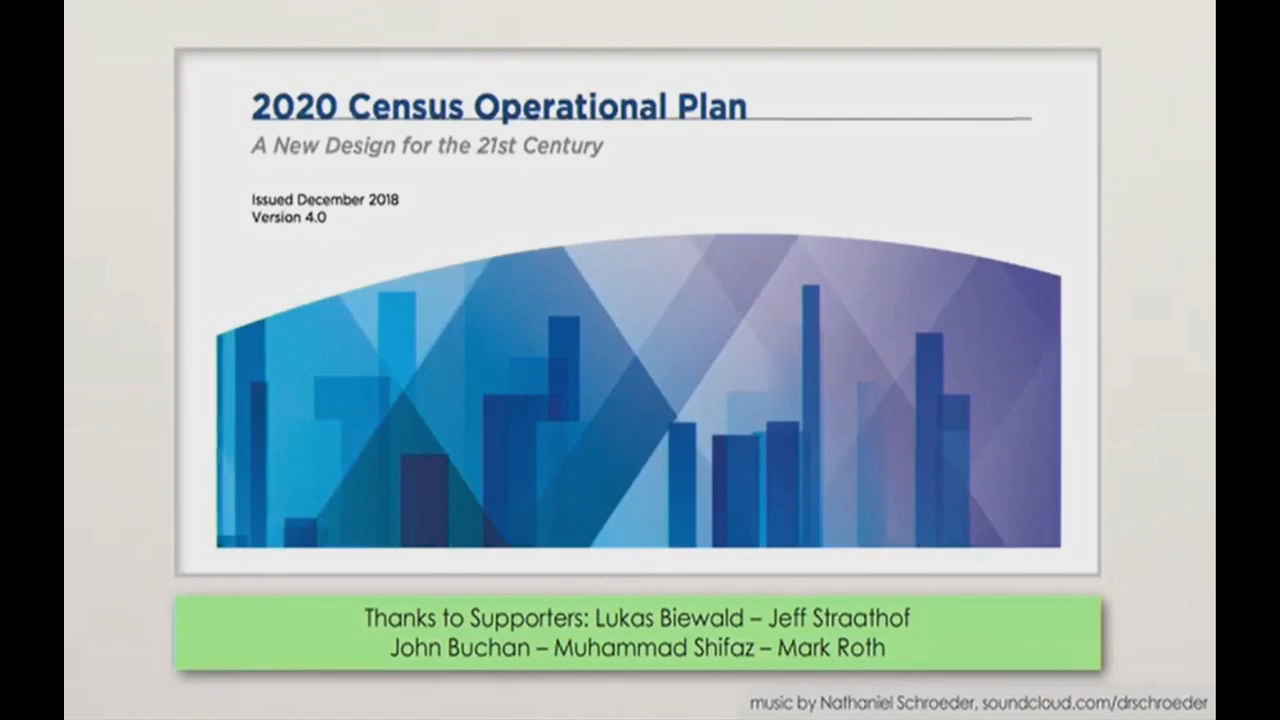 2020 Census Operational Plan
A New Design for the 21st Century
Issued December 2018
Version 4.0
Thanks to Supporters: Lukas Biewald – Jeff Straathof
John Buchan – Muhammad Shifaz – Mark Roth
music by Nathaniel Schroeder, soundcloud.com/drschroeder